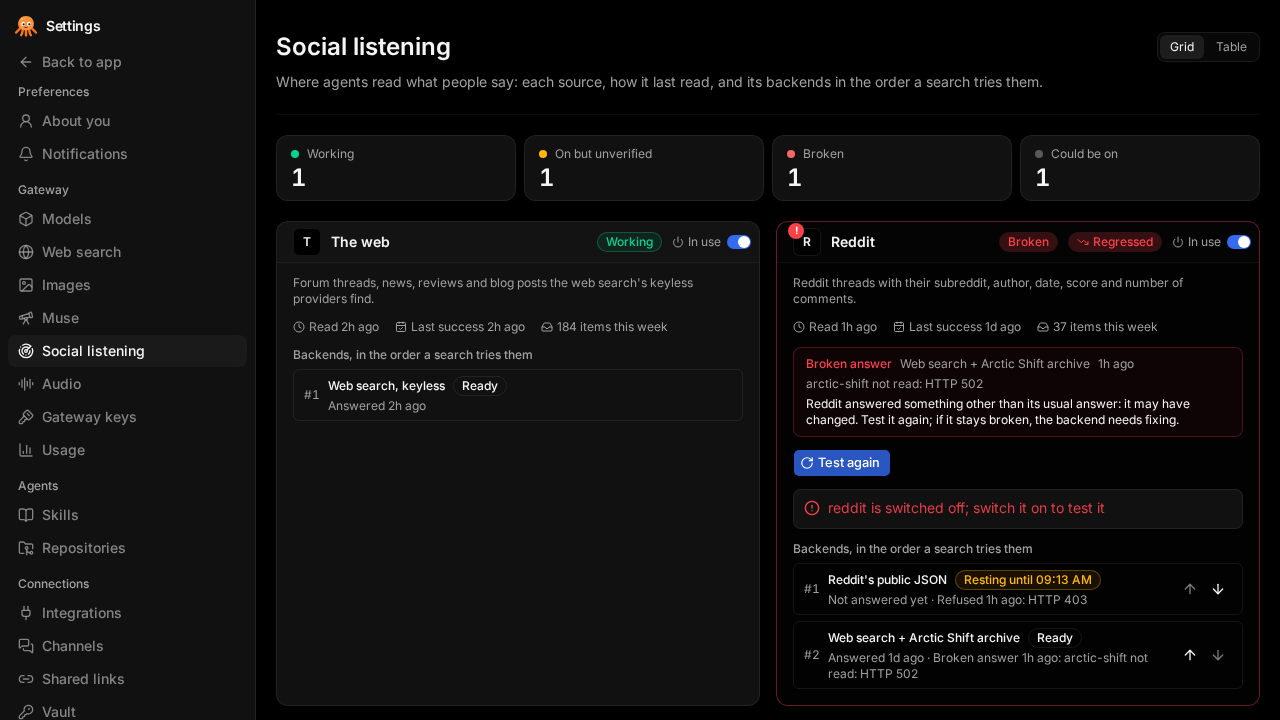 Settings
Back to app
Preferences
About you
Notifications
Gateway
Models
Web search
Images
Muse
Social listening
Audio
Gateway keys
Usage
Agents
Skills
Repositories
Connections
Integrations
Channels
Shared links
Vault
Social listening
Grid
Table
Where agents read what people say: each source, how it last read, and its backends in the order a search tries them.
Working
1
On but unverified
1
Broken
1
Could be on
1
T
The web
Working
In use
Forum threads, news, reviews and blog posts the web search's keyless
providers find.
Read 2h ago
Last success 2h ago
184 items this week
Backends, in the order a search tries them
#1
Web search, keyless
Ready
Answered 2h ago
!
R
Reddit
Broken
Regressed
In use
Reddit threads with their subreddit, author, date, score and number of
comments.
Read 1h ago
Last success 1d ago
37 items this week
Broken answer Web search + Arctic Shift archive 1h ago
arctic-shift not read: HTTP 502
Reddit answered something other than its usual answer: it may have
changed. Test it again; if it stays broken, the backend needs fixing.
Test again
reddit is switched off; switch it on to test it
Backends, in the order a search tries them
#1
Reddit's public JSON
Resting until 09:13 AM
Not answered yet · Refused 1h ago: HTTP 403
#2
Web search + Arctic Shift archive
Ready
Answered 1d ago · Broken answer 1h ago: arctic-shift not
read: HTTP 502